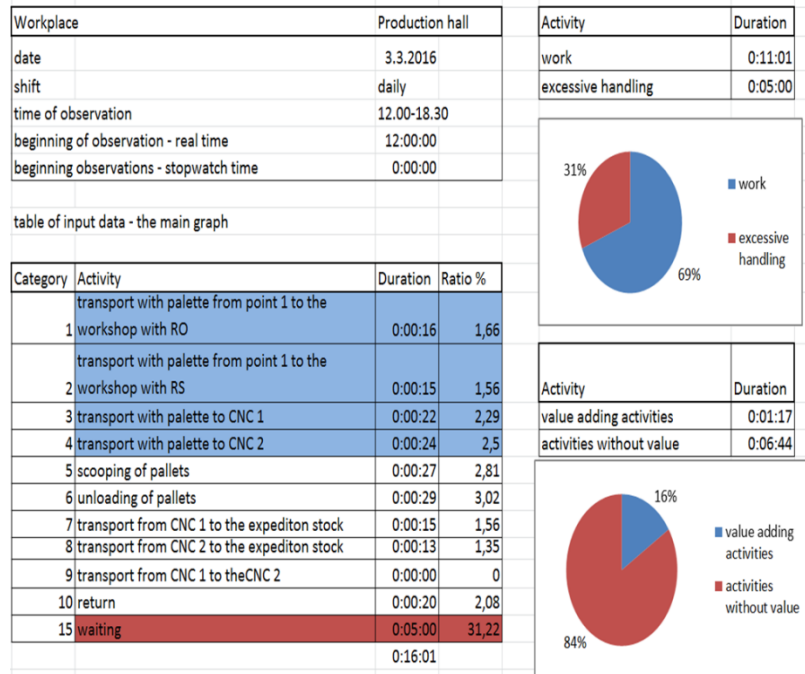 Workplace Production hall
date 3.3.2016
shift daily
time of observation 12.00-18.30
beginning of observation - real time 12:00:00
beginning observations - stopwatch time 0:00:00
table of input data - the main graph
Category Activity Duration Ratio %
transport with palette from point 1 to the
1 workshop with RO 0:00:16 1,66
transport with palette from point 1 to the
2 workshop with RS 0:00:15 1,56
3 transport with palette to CNC 1 0:00:22 2,29
4 transport with palette to CNC 2 0:00:24 2,5
5 scooping of pallets 0:00:27 2,81
6 unloading of pallets 0:00:29 3,02
7 transport from CNC 1 to the expediton stock 0:00:15 1,56
8 transport from CNC 2 to the expediton stock 0:00:13 1,35
9 transport from CNC 1 to theCNC 2 0:00:00 0
10 return 0:00:20 2,08
15 waiting 0:05:00 31,22
0:16:01
Activity Duration
work 0:11:01
excessive handling 0:05:00
31%
69%
work
excessive
handling
Activity Duration
value adding activities 0:01:17
activities without value 0:06:44
16%
84%
value adding
activities
activities
without value